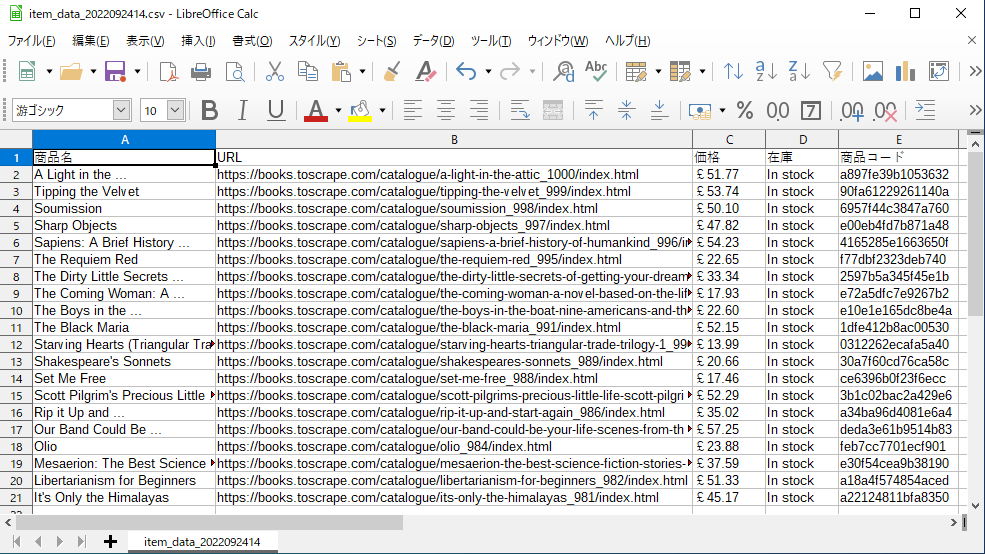 item_data_2022092414.csv - LibreOffice Calc
ファイル(F) 編集(E) 表示(V) 挿入(I) 書式(O) スタイル(Y) シート(S) データ(D) ツール(T) ウィンドウ(W) ヘルプ(H)
Abc
游ゴシック 10 B I U A % 00 7 .00 .00
A B C D E
1 商品名 URL 価格 在庫 商品コード
2 A Light in the ... https://books.toscrape.com/catalogue/a-light-in-the-attic_1000/index.html £ 51.77 In stock a897fe39b1053632
3 Tipping the Velvet https://books.toscrape.com/catalogue/tipping-the-velvet_999/index.html £ 53.74 In stock 90fa61229261140a
4 Soumission https://books.toscrape.com/catalogue/soumission_998/index.html £ 50.10 In stock 6957f44c3847a760
5 Sharp Objects https://books.toscrape.com/catalogue/sharp-objects_997/index.html £ 47.82 In stock e00eb4fd7b871a48
6 Sapiens: A Brief History ... https://books.toscrape.com/catalogue/sapiens-a-brief-history-of-humankind_996/in £ 54.23 In stock 4165285e1663650f
7 The Requiem Red https://books.toscrape.com/catalogue/the-requiem-red_995/index.html £ 22.65 In stock f77dbf2323deb740
8 The Dirty Little Secrets ... https://books.toscrape.com/catalogue/the-dirty-little-secrets-of-getting-your-dream £ 33.34 In stock 2597b5a345f45e1b
9 The Coming Woman: A ... https://books.toscrape.com/catalogue/the-coming-woman-a-novel-based-on-the-lif £ 17.93 In stock e72a5dfc7e9267b2
10 The Boys in the ... https://books.toscrape.com/catalogue/the-boys-in-the-boat-nine-americans-and-th £ 22.60 In stock e10e1e165dc8be4a
11 The Black Maria https://books.toscrape.com/catalogue/the-black-maria_991/index.html £ 52.15 In stock 1dfe412b8ac00530
12 Starving Hearts (Triangular Tra https://books.toscrape.com/catalogue/starving-hearts-triangular-trade-trilogy-1_99 £ 13.99 In stock 0312262ecafa5a40
13 Shakespeare's Sonnets https://books.toscrape.com/catalogue/shakespeares-sonnets_989/index.html £ 20.66 In stock 30a7f60cd76ca58c
14 Set Me Free https://books.toscrape.com/catalogue/set-me-free_988/index.html £ 17.46 In stock ce6396b0f23f6ecc
15 Scott Pilgrim's Precious Little https://books.toscrape.com/catalogue/scott-pilgrims-precious-little-life-scott-pilgri £ 52.29 In stock 3b1c02bac2a429e6
16 Rip it Up and ... https://books.toscrape.com/catalogue/rip-it-up-and-start-again_986/index.html £ 35.02 In stock a34ba96d4081e6a4
17 Our Band Could Be ... https://books.toscrape.com/catalogue/our-band-could-be-your-life-scenes-from-th £ 57.25 In stock deda3e61b9514b83
18 Olio https://books.toscrape.com/catalogue/olio_984/index.html £ 23.88 In stock feb7cc7701ecf901
19 Mesaerion: The Best Science https://books.toscrape.com/catalogue/mesaerion-the-best-science-fiction-stories- £ 37.59 In stock e30f54cea9b38190
20 Libertarianism for Beginners https://books.toscrape.com/catalogue/libertarianism-for-beginners_982/index.html £ 51.33 In stock a18a4f574854aced
21 It's Only the Himalayas https://books.toscrape.com/catalogue/its-only-the-himalayas_981/index.html £ 45.17 In stock a22124811bfa8350
item_data_2022092414